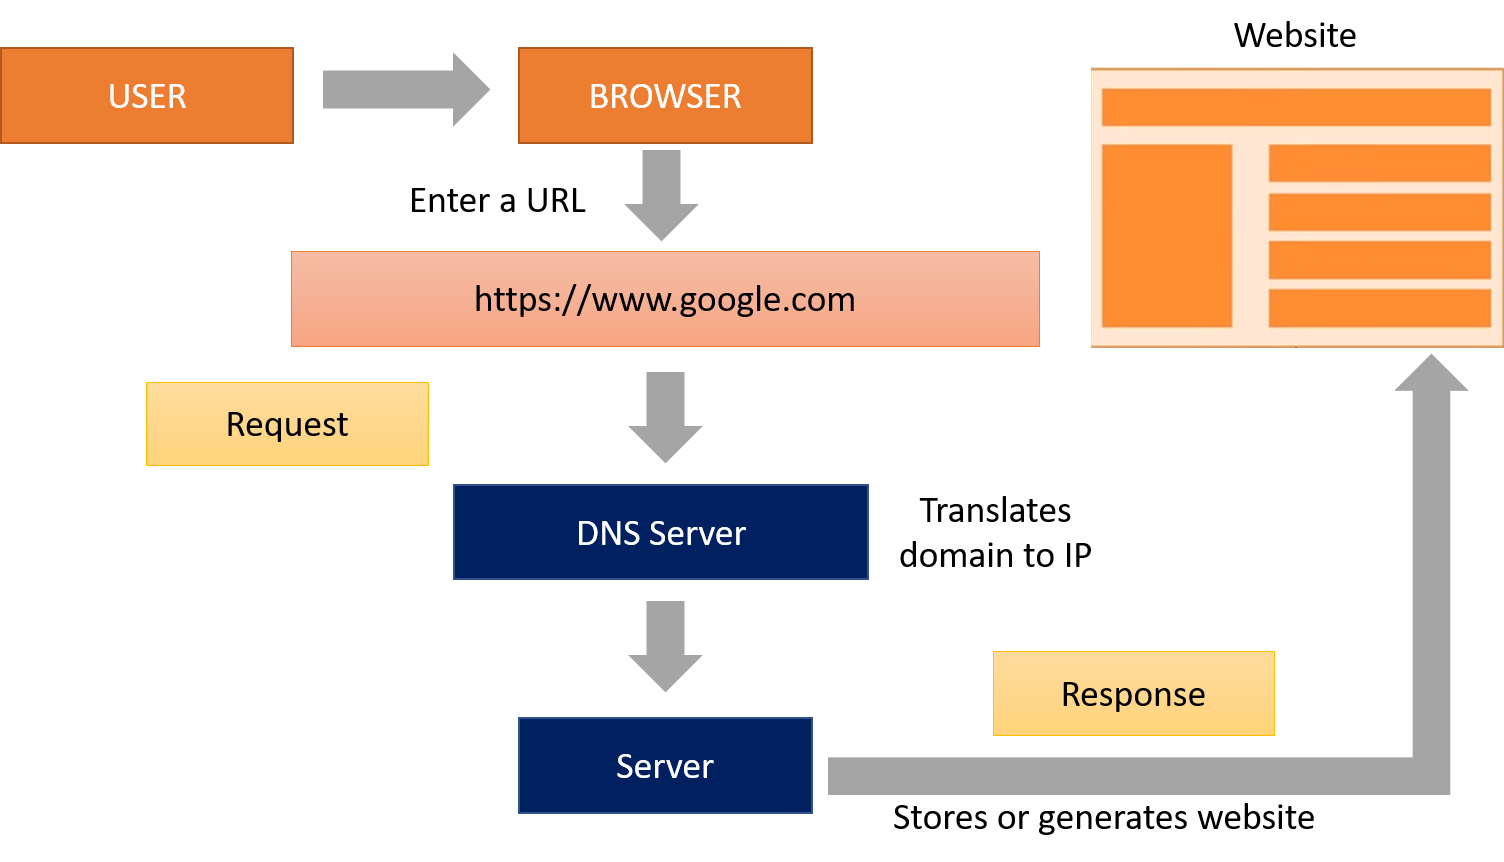 Website
USER
BROWSER
Enter a URL
https://www.google.com
Request
DNS Server
Translates
domain to IP
Response
Server
Stores or generates website